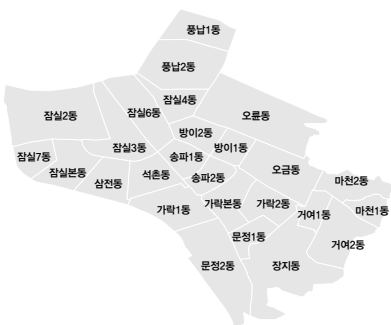 풍납1동
풍납2동
잠실4동
잠실6동
잠실2동
오륜동
방이2동
방이1동
잠실3동
송파1동
잠실7동
오금동
잠실본동
석촌동
송파2동
삼전동
마천2동
가락본동
가락2동
가락1동
마천1동
거여1동
문정1동
거여2동
문정2동
장지동